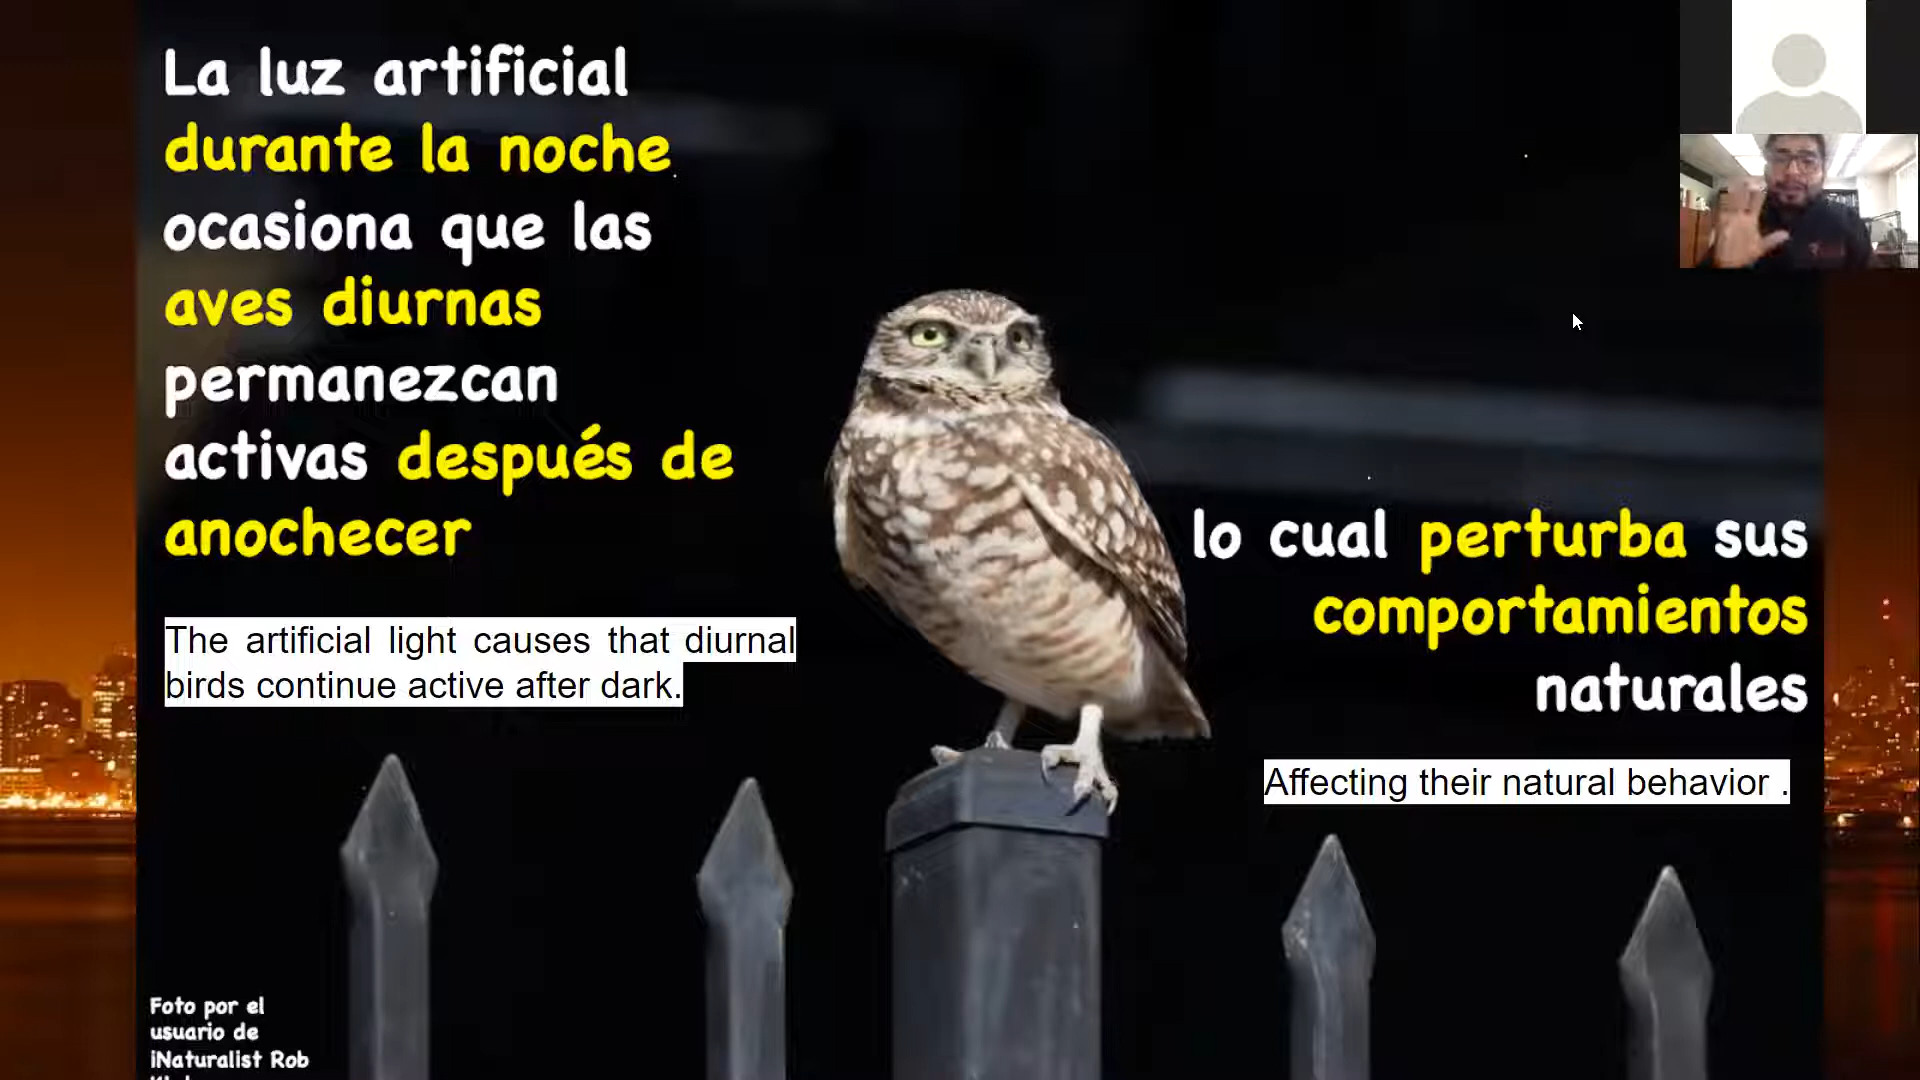 La luz artificial
durante la noche
ocasiona que las
aves diurnas
permanezcan
activas después de
anochecer
The artificial light causes that diurnal
birds continue active after dark.
lo cual perturba sus
comportamientos
naturales
Affecting their natural behavior .
Foto por el
usuario de
iNaturalist Rob